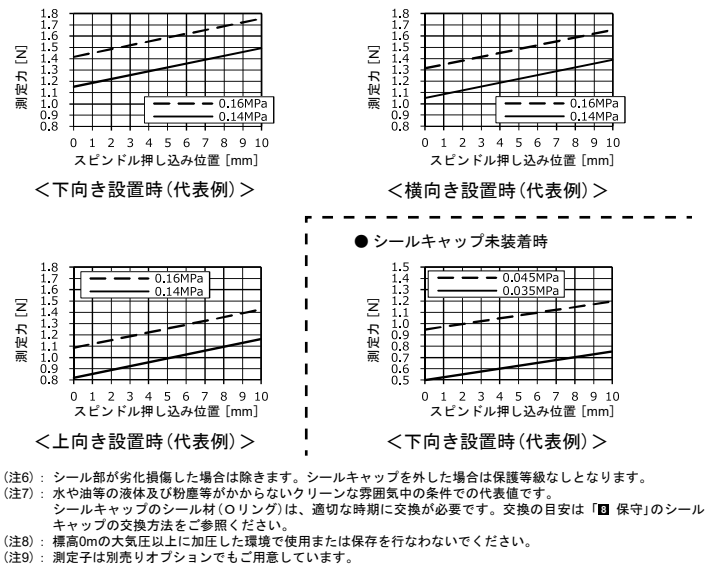 1.8
1.7
1.6
1.5
1.4
1.3
1.2
1.1
1.0
0.9
0.8
測定力 [N]
0.16MPa
0.14MPa
0 1 2 3 4 5 6 7 8 9 10
スピンドル押し込み位置 [mm]
＜下向き設置時(代表例)＞
1.8
1.7
1.6
1.5
1.4
1.3
1.2
1.1
1.0
0.9
0.8
測定力 [N]
0.16MPa
0.14MPa
0 1 2 3 4 5 6 7 8 9 10
スピンドル押し込み位置 [mm]
＜横向き設置時(代表例)＞
1.8
1.7
1.6
1.5
1.4
1.3
1.2
1.1
1.0
0.9
0.8
測定力 [N]
0.16MPa
0.14MPa
0 1 2 3 4 5 6 7 8 9 10
スピンドル押し込み位置 [mm]
＜上向き設置時(代表例)＞
● シールキャップ未装着時
1.5
1.4
1.3
1.2
1.1
1.0
0.9
0.8
0.7
0.6
0.5
測定力 [N]
0.045MPa
0.035MPa
0 1 2 3 4 5 6 7 8 9 10
スピンドル押し込み位置 [mm]
＜下向き設置時(代表例)＞
(注6)： シール部が劣化損傷した場合は除きます。シールキャップを外した場合は保護等級なしとなります。
(注7)： 水や油等の液体及び粉塵等がかからないクリーンな雰囲気中の条件での代表値です。
シールキャップのシール材(Oリング)は、適切な時期に交換が必要です。交換の目安は「8 保守」のシール
キャップの交換方法をご参照ください。
(注8)： 標高0mの大気圧以上に加圧した環境で使用または保存を行なわないでください。
(注9)： 測定子は別売りオプションでもご用意しています。